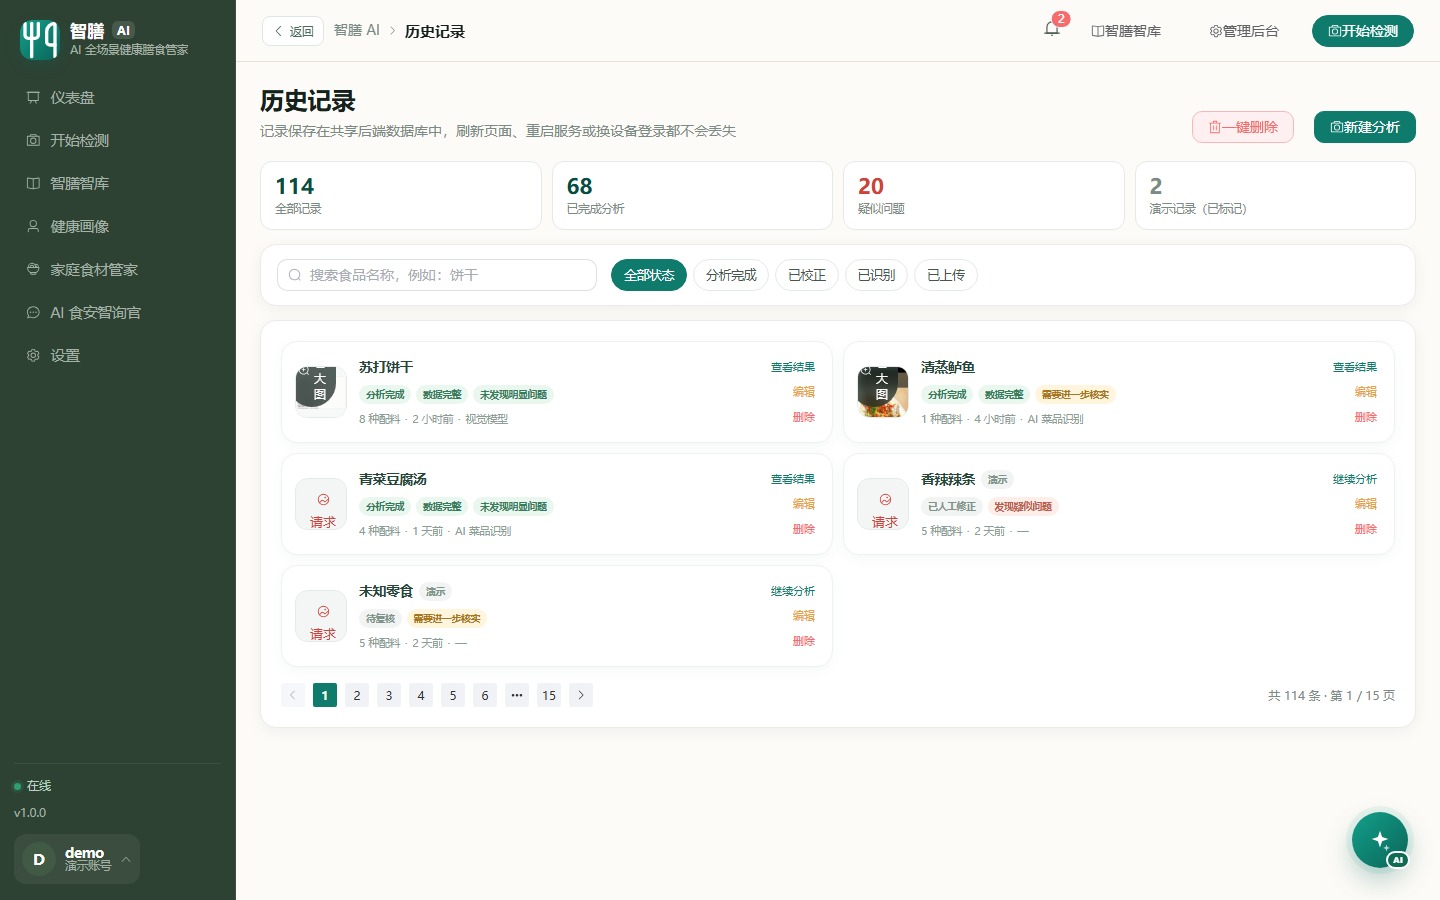 智膳 AI
AI 全场景健康膳食管家
仪表盘
开始检测
智膳智库
健康画像
家庭食材管家
AI 食安智询官
设置
在线
v1.0.0
D
demo
演示账号
返回
智膳 AI
历史记录
2
智膳智库
管理后台
开始检测
历史记录
记录保存在共享后端数据库中，刷新页面、重启服务或换设备登录都不会丢失
一键删除
新建分析
114
全部记录
68
已完成分析
20
疑似问题
2
演示记录（已标记）
搜索食品名称，例如：饼干
全部状态
分析完成
已校正
已识别
已上传
大图
苏打饼干
分析完成 数据完整 未发现明显问题
8 种配料 · 2 小时前 · 视觉模型
查看结果
编辑
删除
大图
清蒸鲈鱼
分析完成 数据完整 需要进一步核实
1 种配料 · 4 小时前 · AI 菜品识别
查看结果
编辑
删除
请求
青菜豆腐汤
分析完成 数据完整 未发现明显问题
4 种配料 · 1 天前 · AI 菜品识别
查看结果
编辑
删除
请求
香辣辣条 演示
已人工修正 发现疑似问题
5 种配料 · 2 天前 · —
继续分析
编辑
删除
请求
未知零食 演示
待复核 需要进一步核实
5 种配料 · 2 天前 · —
继续分析
编辑
删除
1 2 3 4 5 6 ••• 15
共 114 条 · 第 1 / 15 页
AI